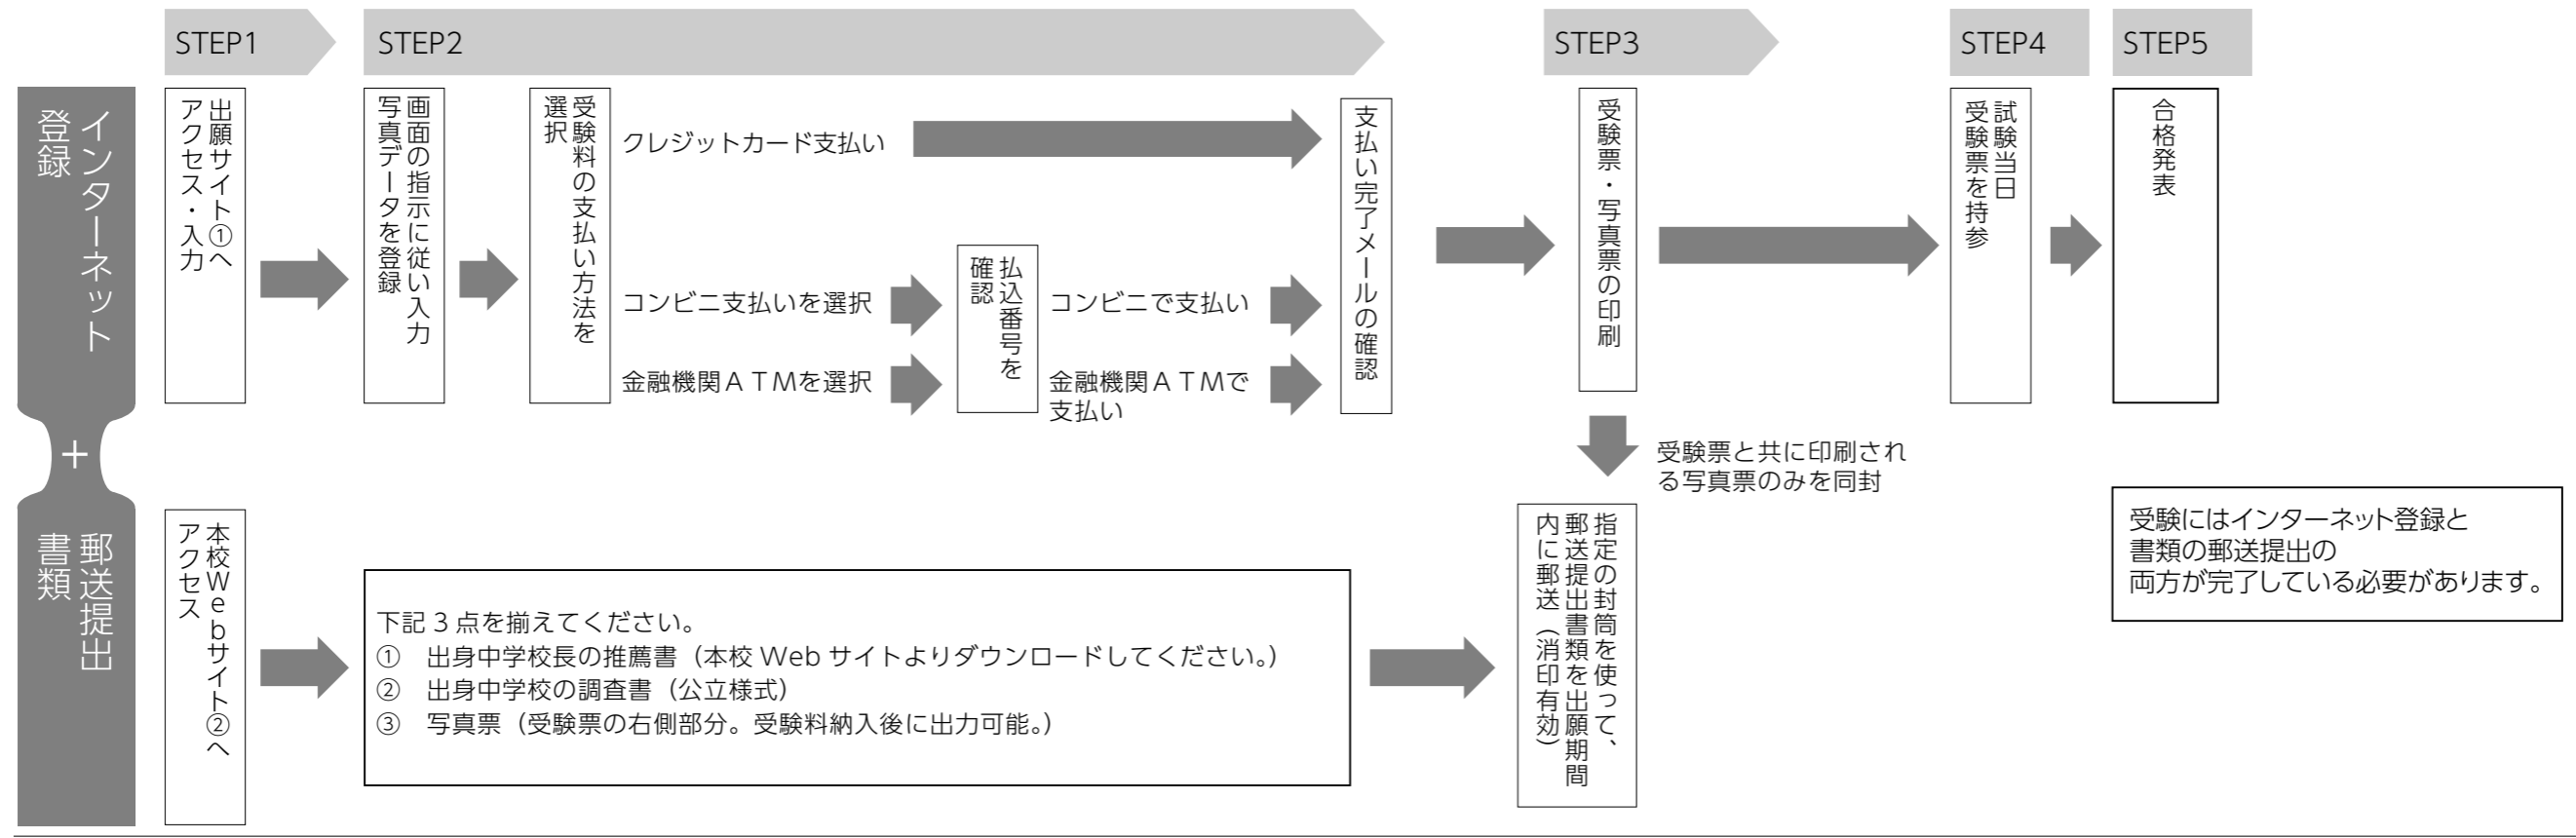 STEP1
STEP2
STEP3
STEP4
STEP5
インターネット
登録
出願サイト①へ
アクセス・入力
画面の指示に従い入力
写真データを登録
受験料の支払い方法を
選択
クレジットカード支払い
コンビニ支払いを選択
金融機関ATMを選択
払込番号を
確認
コンビニで支払い
金融機関ATMで
支払い
支払い完了メールの確認
受験票・写真票の印刷
試験当日
受験票を持参
合格発表
+
受験票と共に印刷され
る写真票のみを同封
郵送提出
書類
本校Webサイト②へ
アクセス
下記3点を揃えてください。
① 出身中学校長の推薦書(本校 Web サイトよりダウンロードしてください。)
② 出身中学校の調査書(公立様式)
③ 写真票(受験票の右側部分。受験料納入後に出力可能。)
指定の封筒を使って、
郵送提出書類を出願期間
内に郵送(消印有効)
受験にはインターネット登録と
書類の郵送提出の
両方が完了している必要があります。